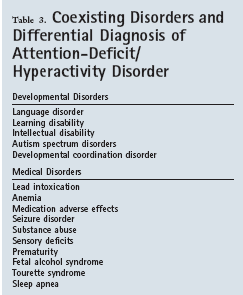 Table 3. Coexisting Disorders and
Differential Diagnosis of
Attention-Deficit/
Hyperactivity Disorder
Developmental Disorders
Language disorder
Learning disability
Intellectual disability
Autism spectrum disorders
Developmental coordination disorder
Medical Disorders
Lead intoxication
Anemia
Medication adverse effects
Seizure disorder
Substance abuse
Sensory deficits
Prematurity
Fetal alcohol syndrome
Tourette syndrome
Sleep apnea